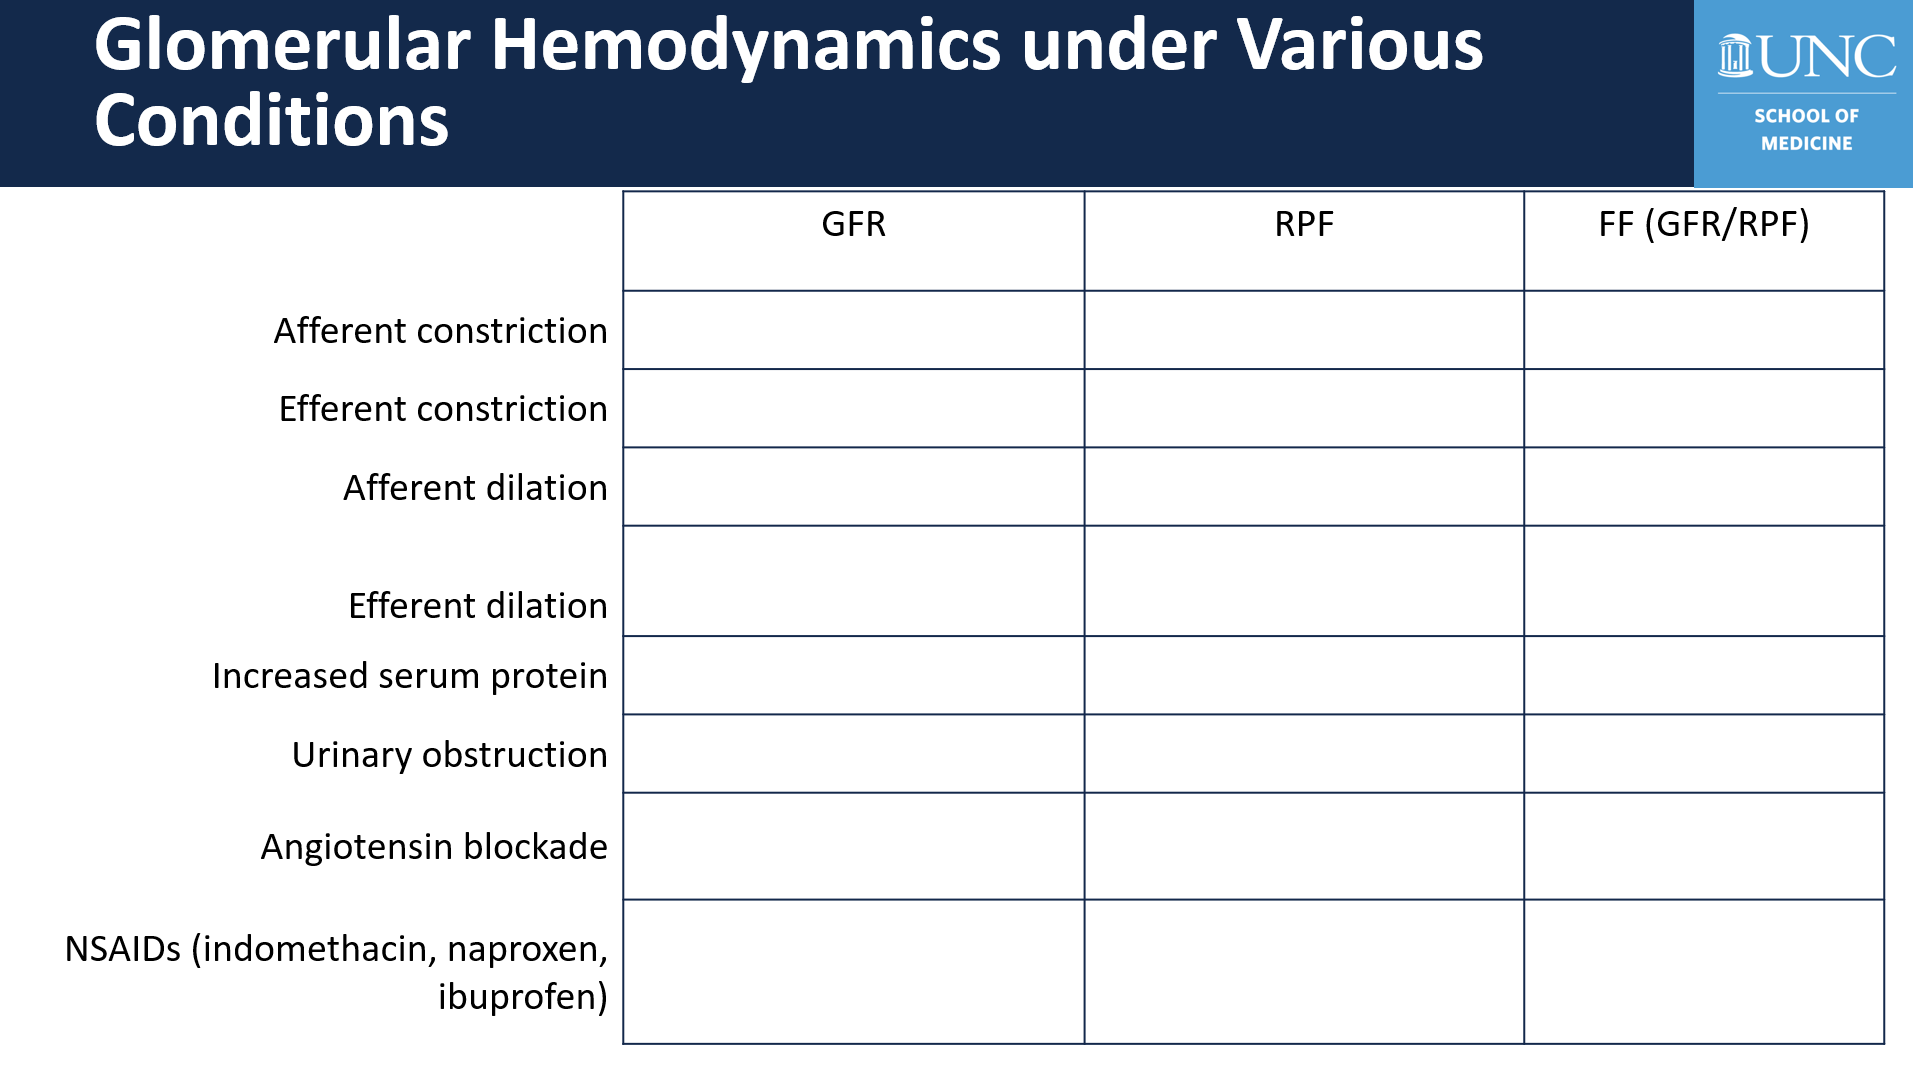 Glomerular Hemodynamics under Various
Conditions
UNC
SCHOOL OF
MEDICINE
GFR
RPF
FF (GFR/RPF)
Afferent constriction
Efferent constriction
Afferent dilation
Efferent dilation
Increased serum protein
Urinary obstruction
Angiotensin blockade
NSAIDs (indomethacin, naproxen,
ibuprofen)